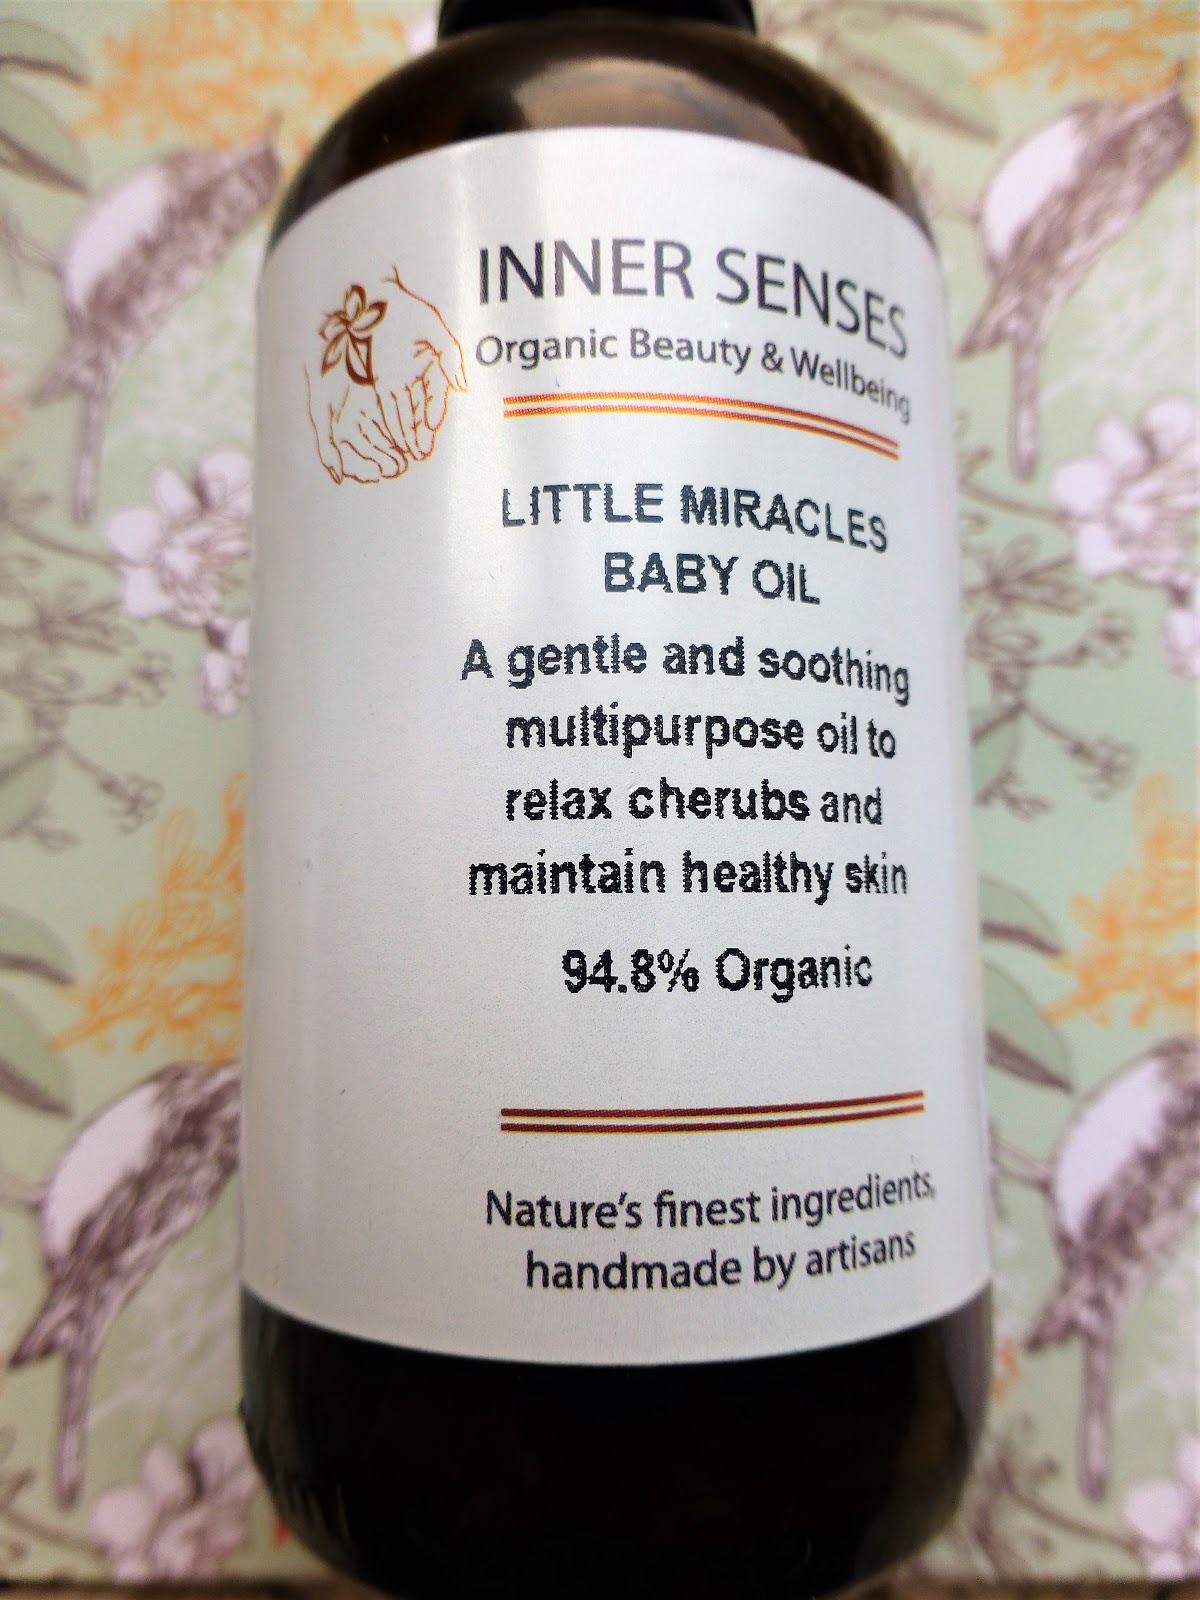 INNER SENSES
Organic Beauty & Wellbeing
LITTLE MIRACLES
BABY OIL
A gentle and soothing
multipurpose oil to
relax cherubs and
maintain healthy skin
94.8% Organic
Nature's finest ingredients,
handmade by artisans